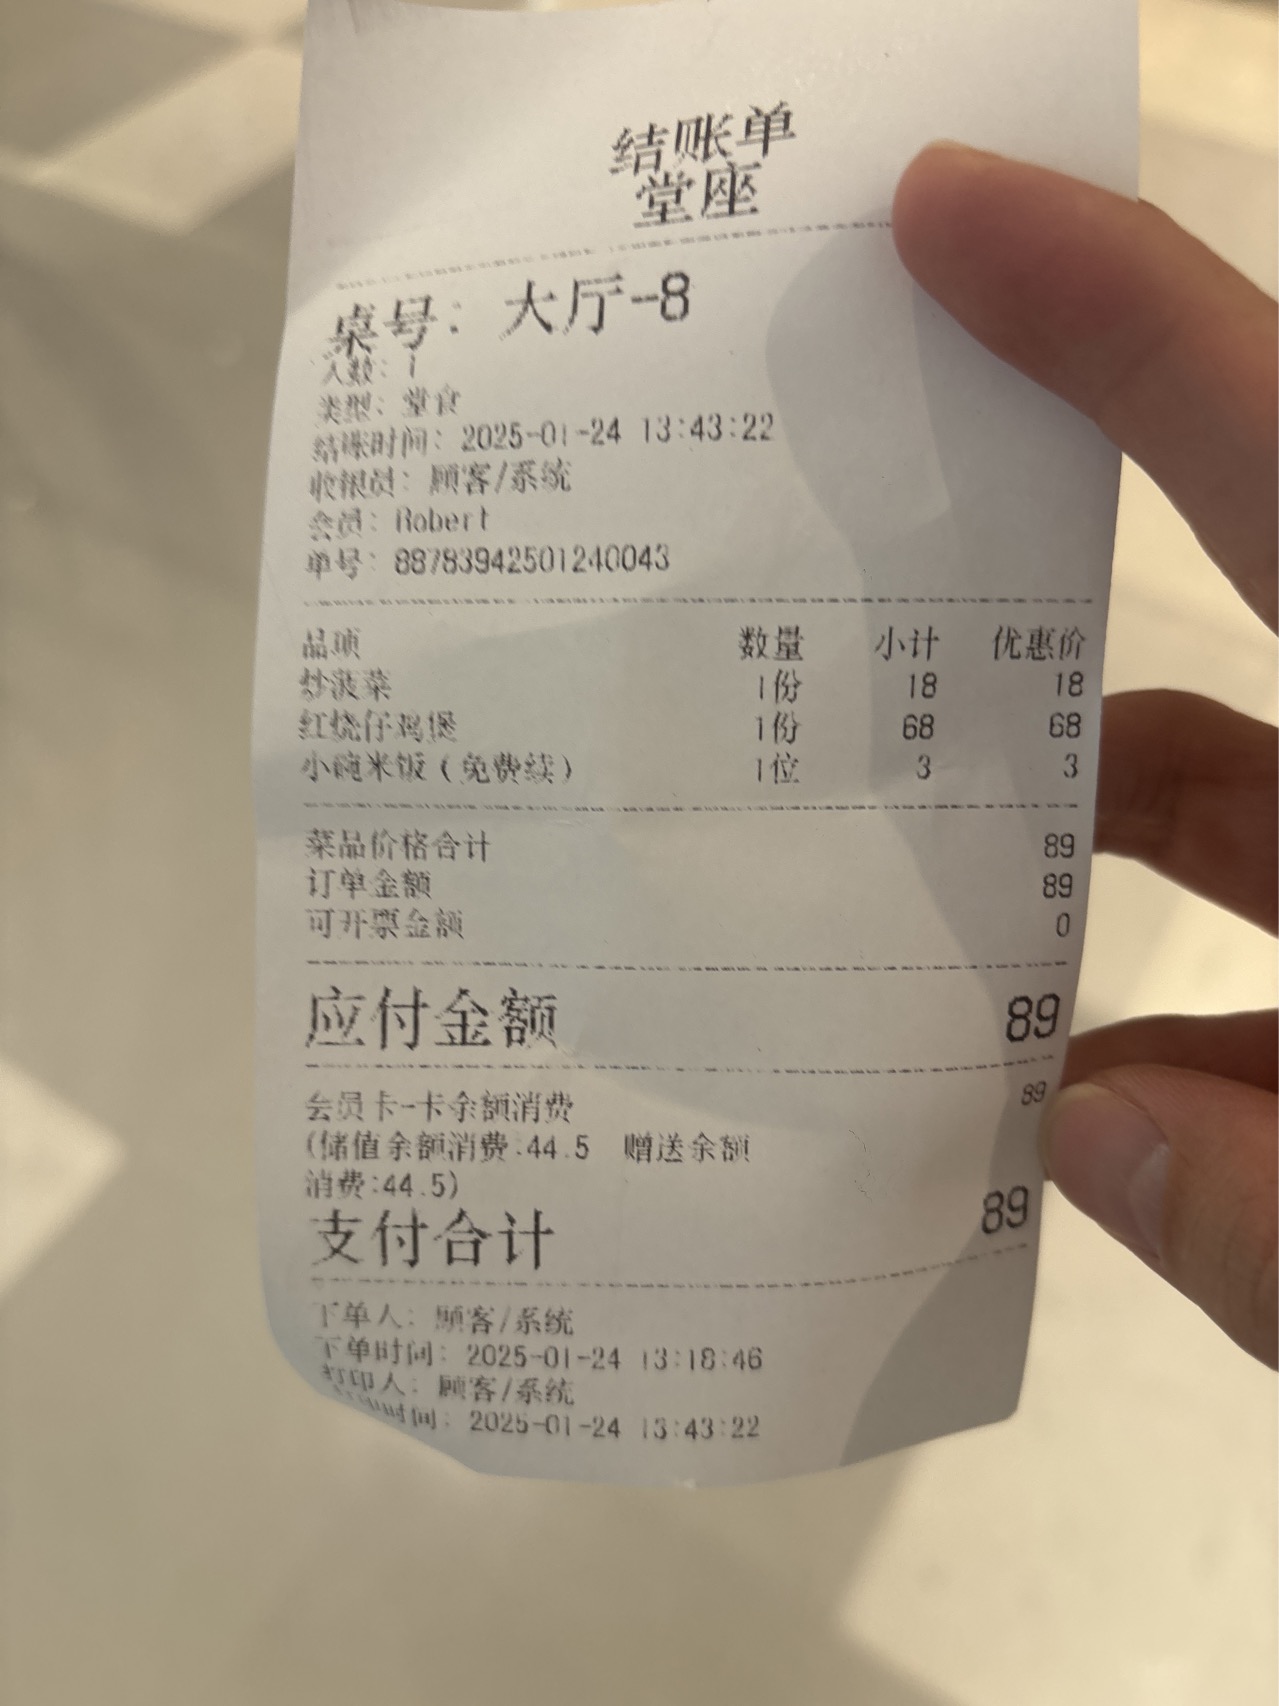 结账单
堂座
桌号: 大厅-8
人数: 1
类型: 堂食
结账时间: 2025-01-24 13:43:22
收银员: 顾客/系统
会员: Robert
单号: 88783942501240043
品项 数量 小计 优惠价
炒菠菜 1份 18 18
红烧仔鸡煲 1份 68 68
小碗米饭(免费续) 1位 3 3
菜品价格合计 89
订单金额 89
可开票金额 0
应付金额 89
会员卡-卡余额消费 89
(储值余额消费:44.5 赠送余额
消费:44.5)
支付合计 89
下单人: 顾客/系统
下单时间: 2025-01-24 13:18:46
打印人: 顾客/系统
打印时间: 2025-01-24 13:43:22